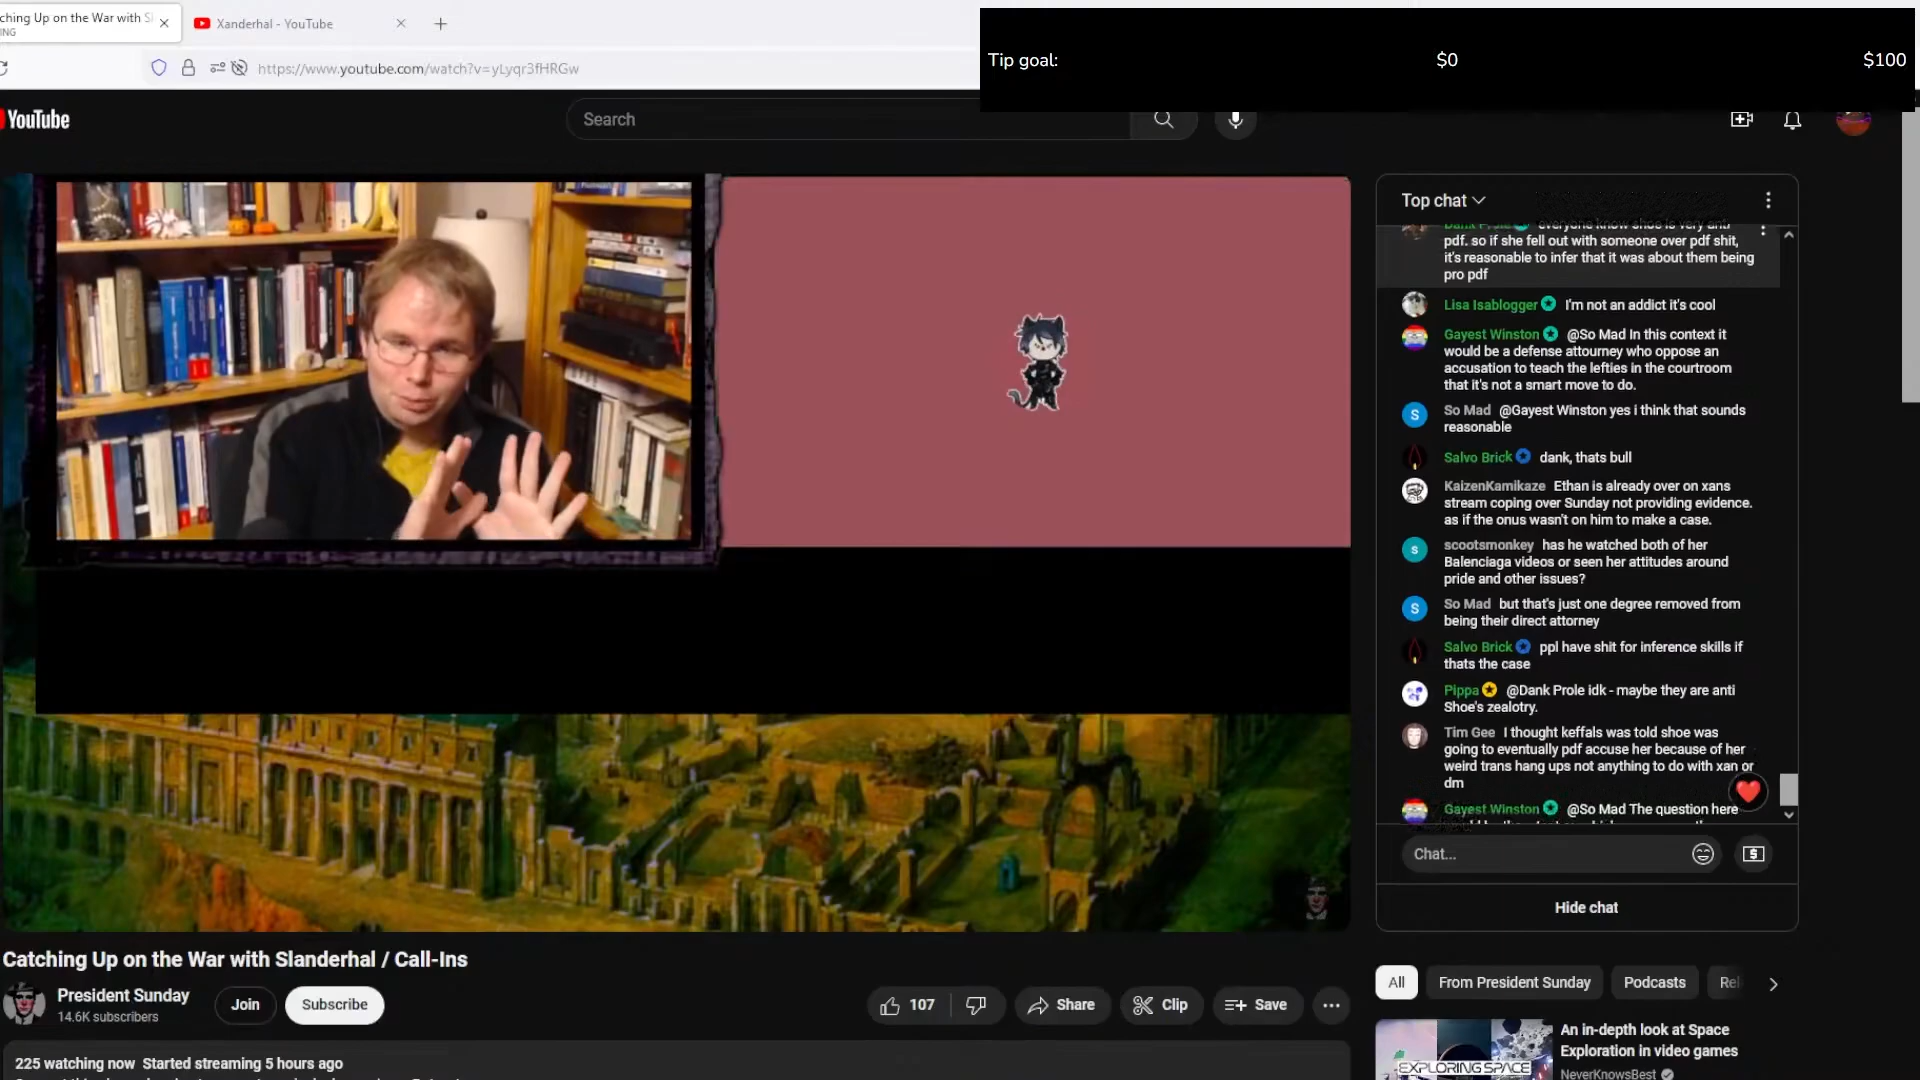 ching Up on the War with S
ING
Xanderhal - YouTube
https://www.youtube.com/watch?v=yLyqr3fHRGw
Tip goal: $0 $100
YouTube
Search
Top chat
everyone know shoe is very anti
pdf. so if she fell out with someone over pdf shit,
it's reasonable to infer that it was about them being
pro pdf
Lisa Isablogger I'm not an addict it's cool
Gayest Winston @So Mad In this context it
would be a defense attourney who oppose an
accusation to teach the lefties in the courtroom
that it's not a smart move to do.
So Mad @Gayest Winston yes i think that sounds
reasonable
Salvo Brick dank, thats bull
KaizenKamikaze Ethan is already over on xans
stream coping over Sunday not providing evidence.
as if the onus wasn't on him to make a case.
scootsmonkey has he watched both of her
Balenciaga videos or seen her attitudes around
pride and other issues?
So Mad but that's just one degree removed from
being their direct attorney
Salvo Brick ppl have shit for inference skills if
thats the case
Pippa @Dank Prole idk - maybe they are anti
Shoe's zealotry.
Tim Gee I thought keffals was told shoe was
going to eventually pdf accuse her because of her
weird trans hang ups not anything to do with xan or
dm
Gayest Winston @So Mad The question here
Chat...
Hide chat
Catching Up on the War with Slanderhal / Call-Ins
President Sunday
14.6K subscribers
Join
Subscribe
107
Share
Clip
Save
225 watching now Started streaming 5 hours ago
All
From President Sunday
Podcasts
Rel
An in-depth look at Space
Exploration in video games
NeverKnowsBest
EXPLORING SPACE